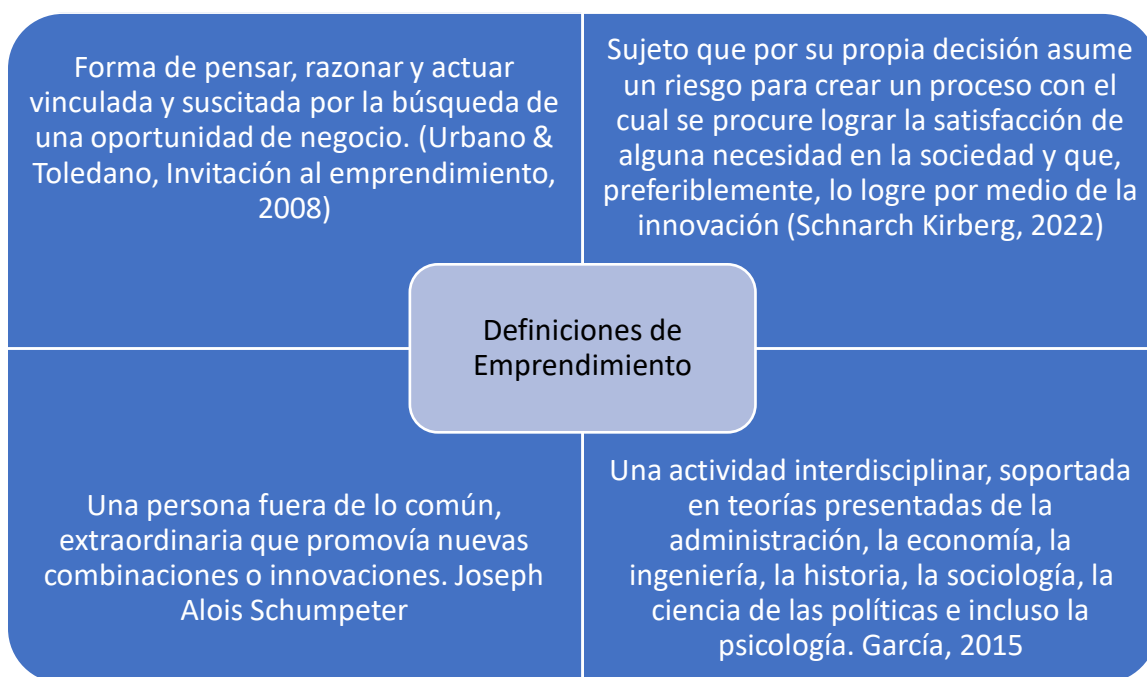 Forma de pensar, razonar y actuar
vinculada y suscitada por la búsqueda de
una oportunidad de negocio. (Urbano &
Toledano, Invitación al emprendimiento,
2008)
Sujeto que por su propia decisión asume
un riesgo para crear un proceso con el
cual se procure lograr la satisfacción de
alguna necesidad en la sociedad y que,
preferiblemente, lo logre por medio de la
innovación (Schnarch Kirberg, 2022)
Definiciones de
Emprendimiento
Una persona fuera de lo común,
extraordinaria que promovía nuevas
combinaciones o innovaciones. Joseph
Alois Schumpeter
Una actividad interdisciplinar, soportada
en teorías presentadas de la
administración, la economía, la
ingeniería, la historia, la sociología, la
ciencia de las políticas e incluso la
psicología. García, 2015